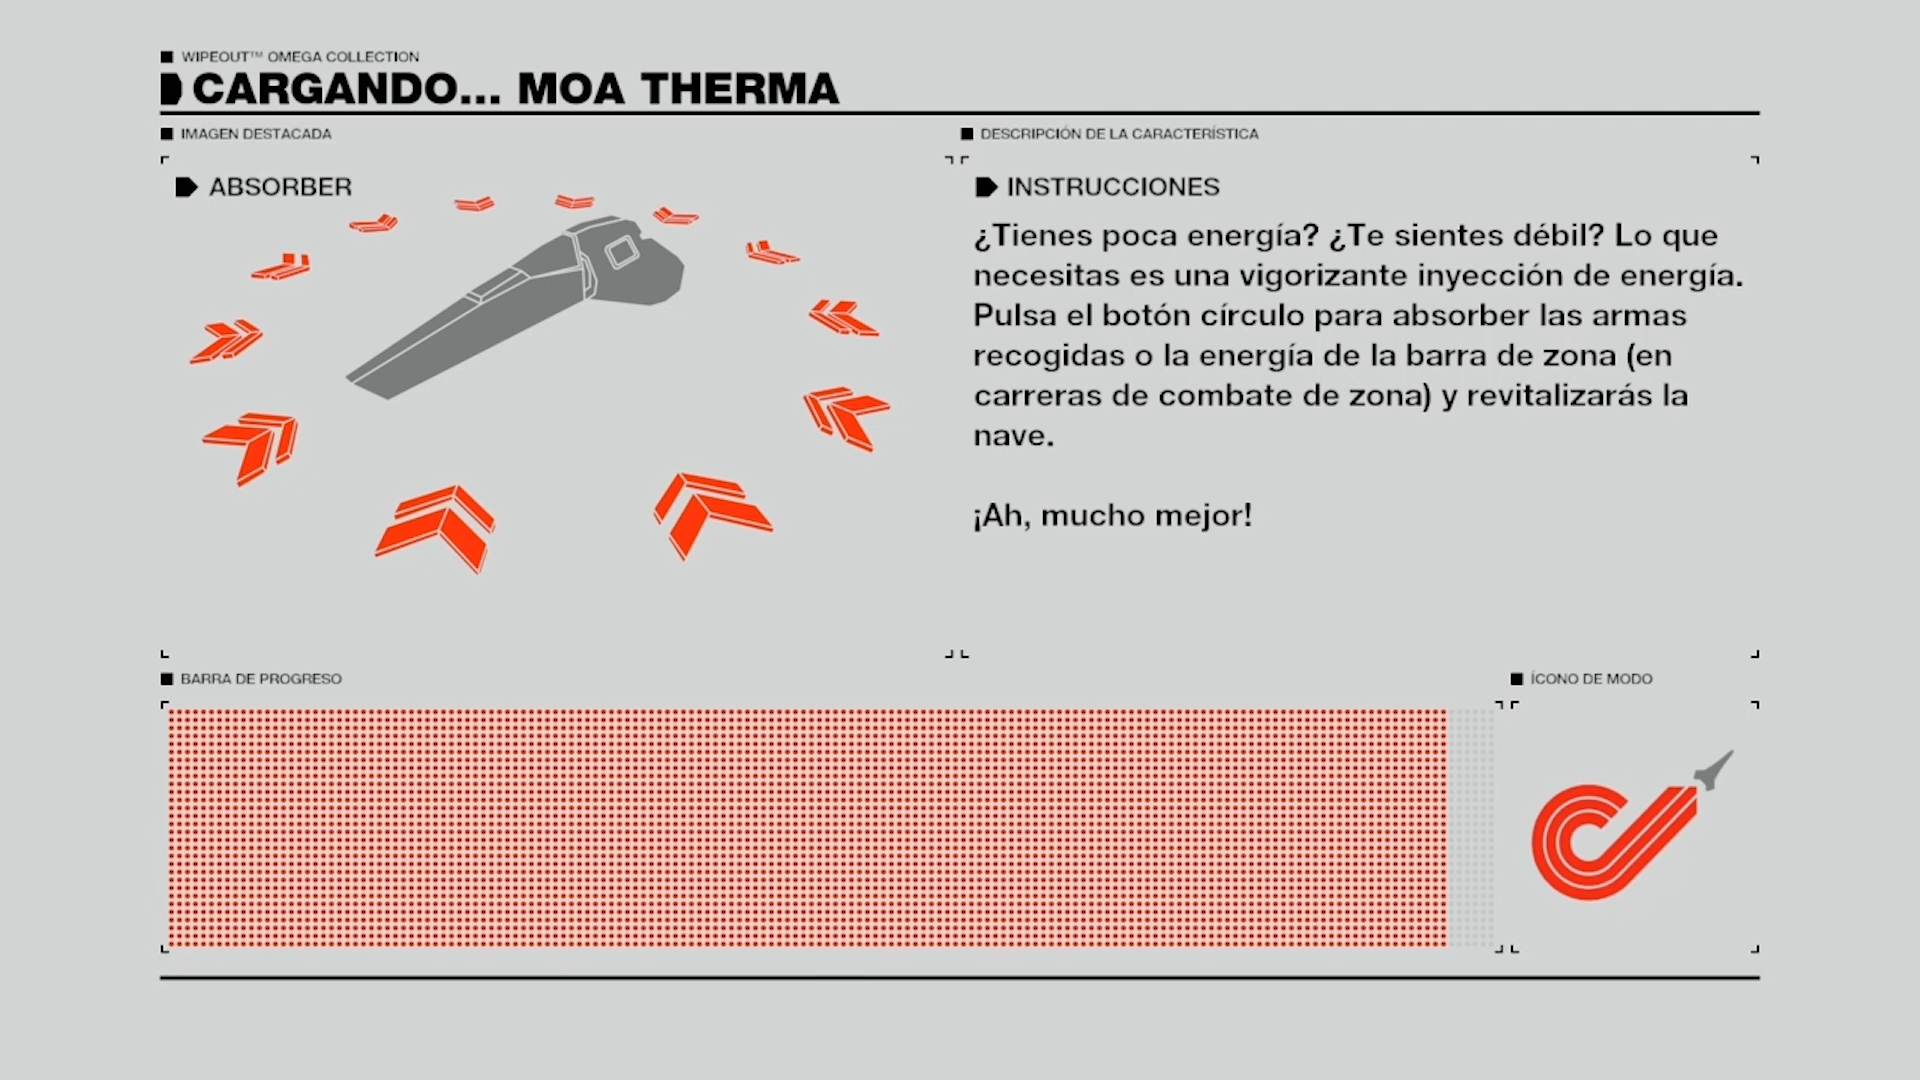 WIPEOUT™ OMEGA COLLECTION
CARGANDO... MOA THERMA
IMAGEN DESTACADA
ABSORBER
DESCRIPCIÓN DE LA CARACTERÍSTICA
INSTRUCCIONES
¿Tienes poca energía? ¿Te sientes débil? Lo que
necesitas es una vigorizante inyección de energía.
Pulsa el botón círculo para absorber las armas
recogidas o la energía de la barra de zona (en
carreras de combate de zona) y revitalizarás la
nave.
¡Ah, mucho mejor!
BARRA DE PROGRESO
ÍCONO DE MODO